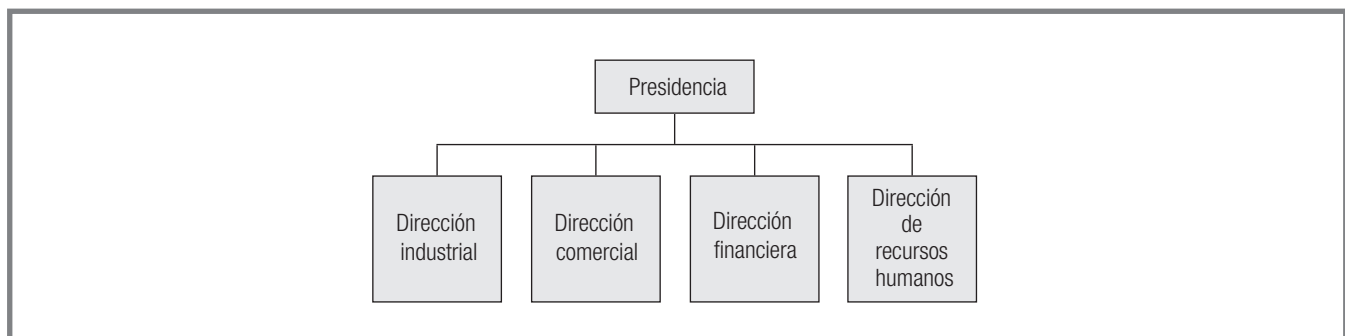 Presidencia
Dirección
industrial
Dirección
comercial
Dirección
financiera
Dirección
de
recursos
humanos